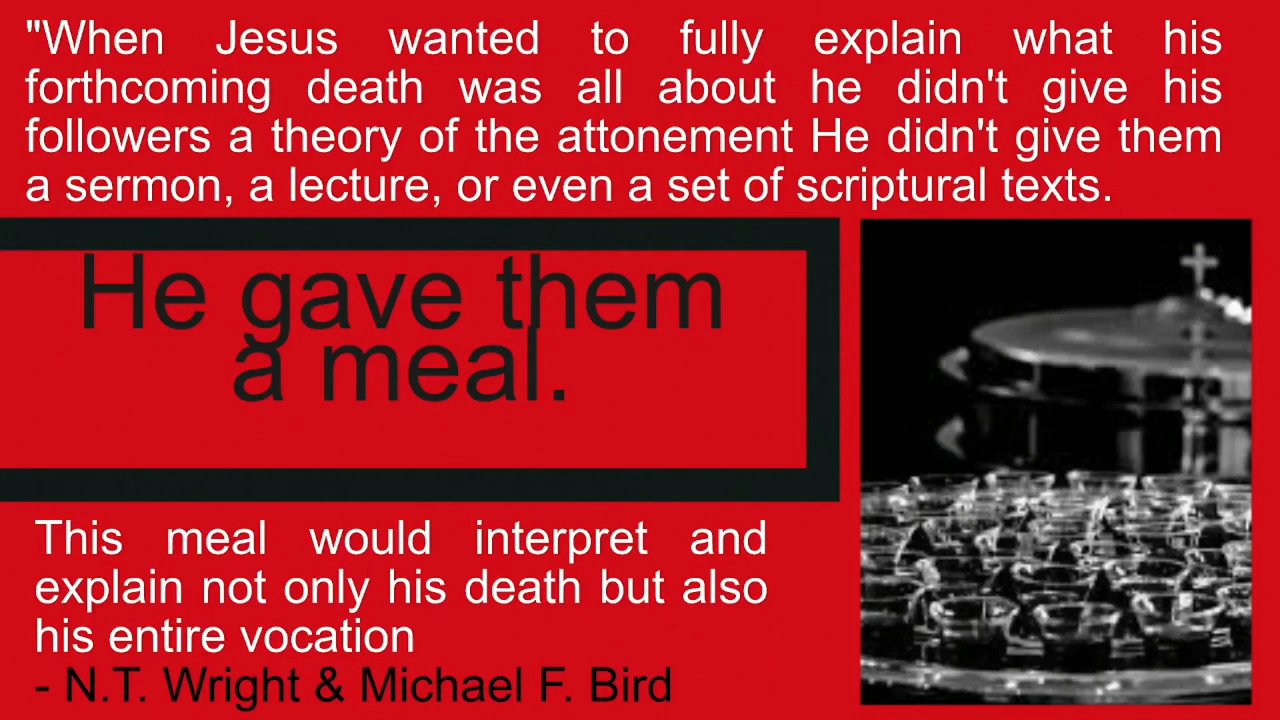 "When Jesus wanted to fully explain what his
forthcoming death was all about he didn't give his
followers a theory of the attonement He didn't give them
a sermon, a lecture, or even a set of scriptural texts.
He gave them
a meal.
This meal would interpret and
explain not only his death but also
his entire vocation
- N.T. Wright & Michael F. Bird